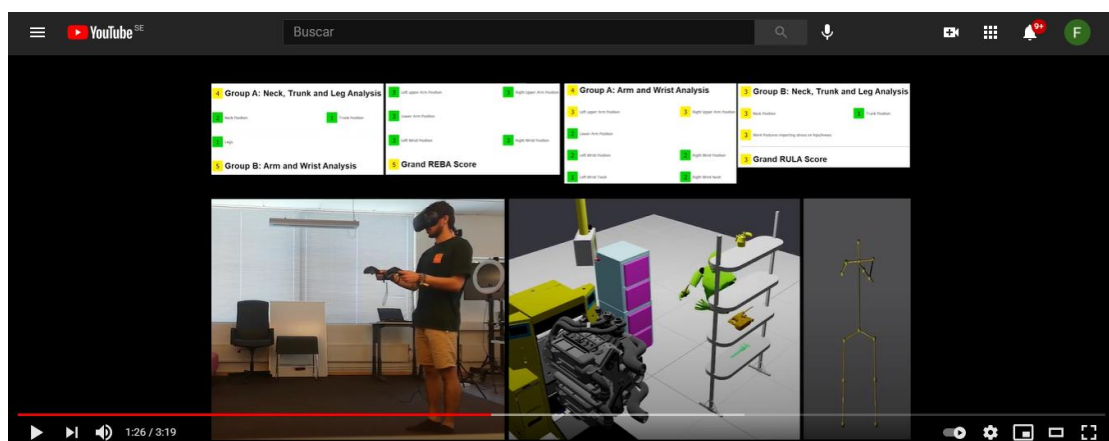 YouTube SE
Buscar
9+
F
4 Group A: Neck, Trunk and Leg Analysis
Neck Position
Trunk Position
Legs
5 Group B: Arm and Wrist Analysis
Left Upper Arm Position
Right Upper Arm Position
Lower Arm Position
Left Wrist Position
Right Wrist Position
5 Grand REBA Score
4 Group A: Arm and Wrist Analysis
3 Left Upper Arm Position
3 Right Upper Arm Position
Lower Arm Position
Left Wrist Position
Right Wrist Position
Left Wrist Twist
Right Wrist Twist
3 Group B: Neck, Trunk and Leg Analysis
3 Neck Position
Trunk Position
3 Grand RULA Score
1:26 / 3:19